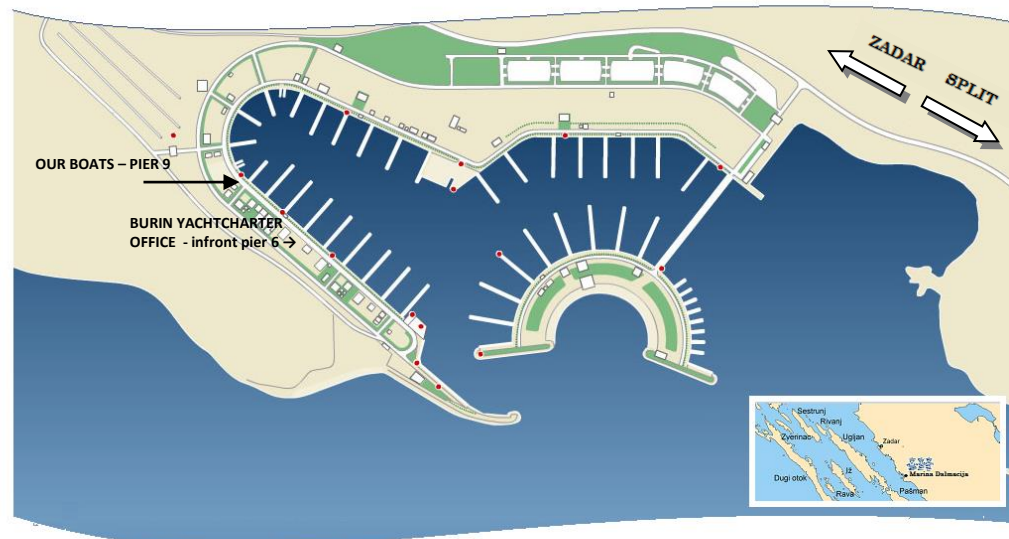 ZADAR SPLIT
OUR BOATS – PIER 9
BURIN YACHTCHARTER
OFFICE - infront pier 6 →
Sestrunj
Rivanj
Zverinac
Ugljan
Zadar
Iž
Marina Dalmacija
Dugi otok
Rava
Pašman